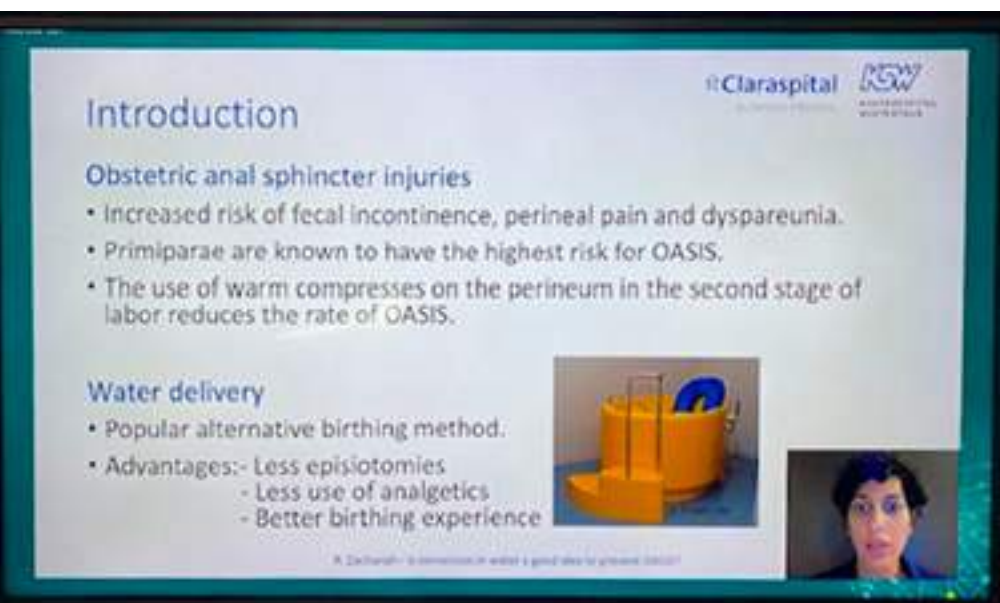 Claraspital
KSW
Introduction
Obstetric anal sphincter injuries
• Increased risk of fecal incontinence, perineal pain and dyspareunia.
• Primiparae are known to have the highest risk for OASIS.
• The use of warm compresses on the perineum in the second stage of
labor reduces the rate of OASIS.
Water delivery
• Popular alternative birthing method.
• Advantages:- Less episiotomies
- Less use of analgetics
- Better birthing experience